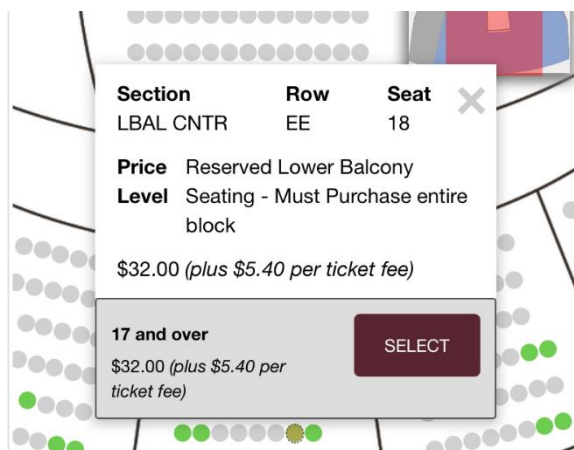 Section Row Seat
LBAL CNTR EE 18
Price Reserved Lower Balcony
Level Seating - Must Purchase entire
block
$32.00 (plus $5.40 per ticket fee)
17 and over
$32.00 (plus $5.40 per
ticket fee)
SELECT